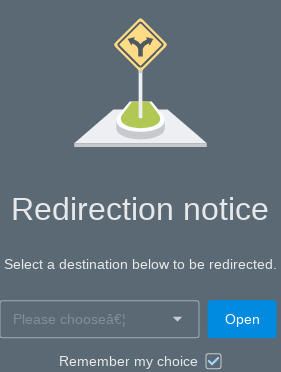 Redirection notice
Select a destination below to be redirected.
Please chooseâ€¦
Open
Remember my choice